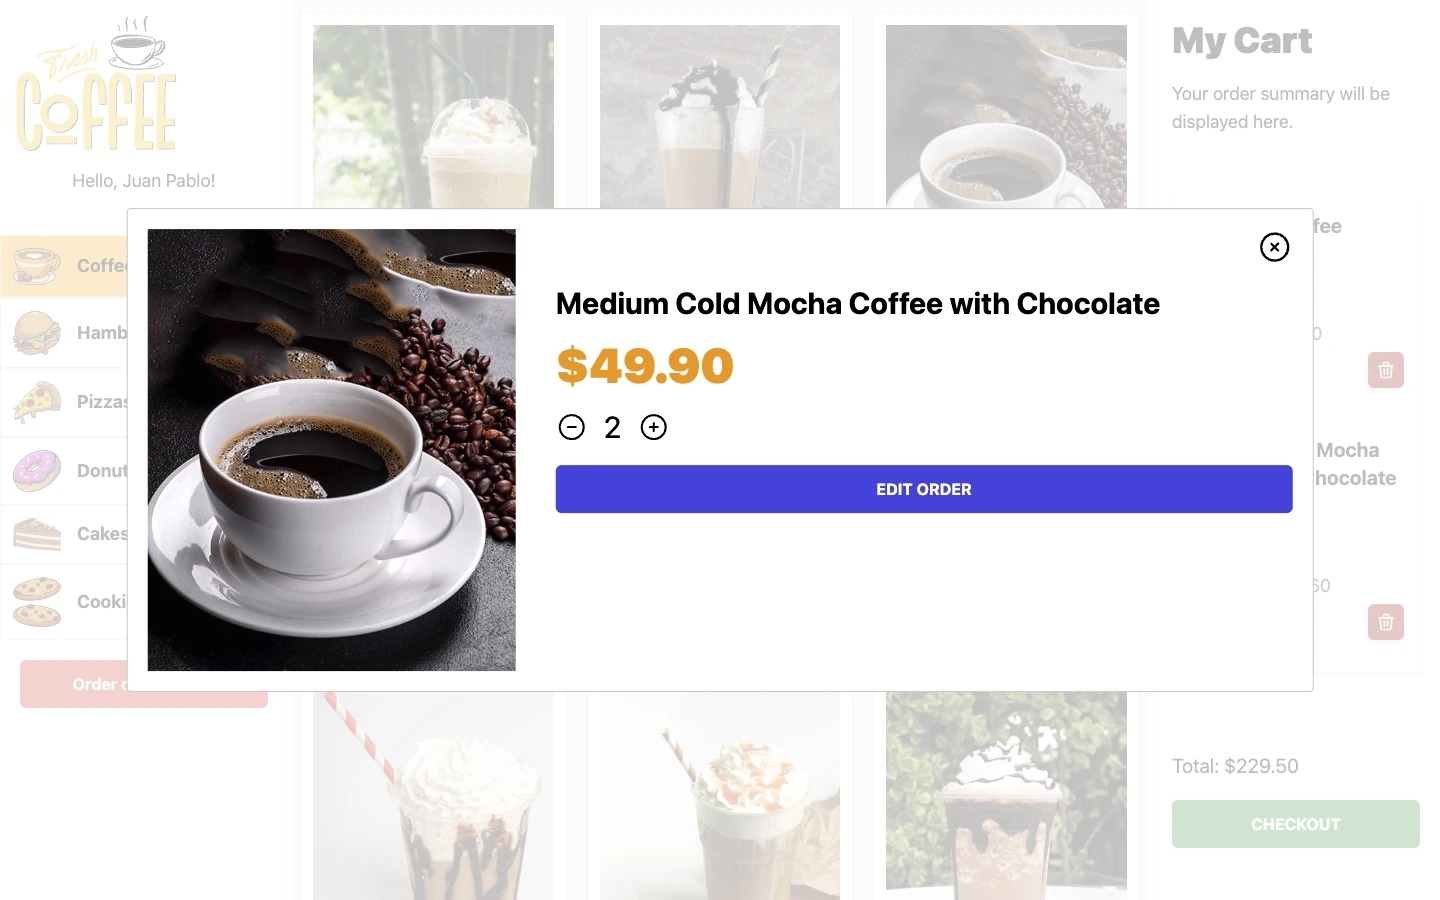 Fresh
COFFEE
Hello, Juan Pablo!
Coffee
Hamb
Pizzas
Donut
Cakes
Cooki
Order
Medium Cold Mocha Coffee with Chocolate
$49.90
2
EDIT ORDER
My Cart
Your order summary will be
displayed here.
ffee
0
Mocha
hocolate
60
Total: $229.50
CHECKOUT